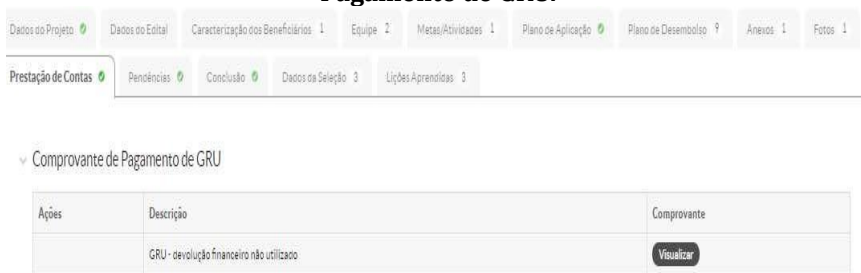 Pagamento de GRU.
Dados do Projeto Dados do Edital Caracterização dos Beneficiários 1 Equipe 2 Metas/Atividades 1 Plano de Aplicação Plano de Desembolso 9 Anexos 1 Fotos 1
Prestação de Contas Pendências Conclusão Dados da Seleção 3 Lições Aprendidas 3
Comprovante de Pagamento de GRU
Ações Descrição Comprovante
GRU - devolução financeiro não utilizado Visualizar